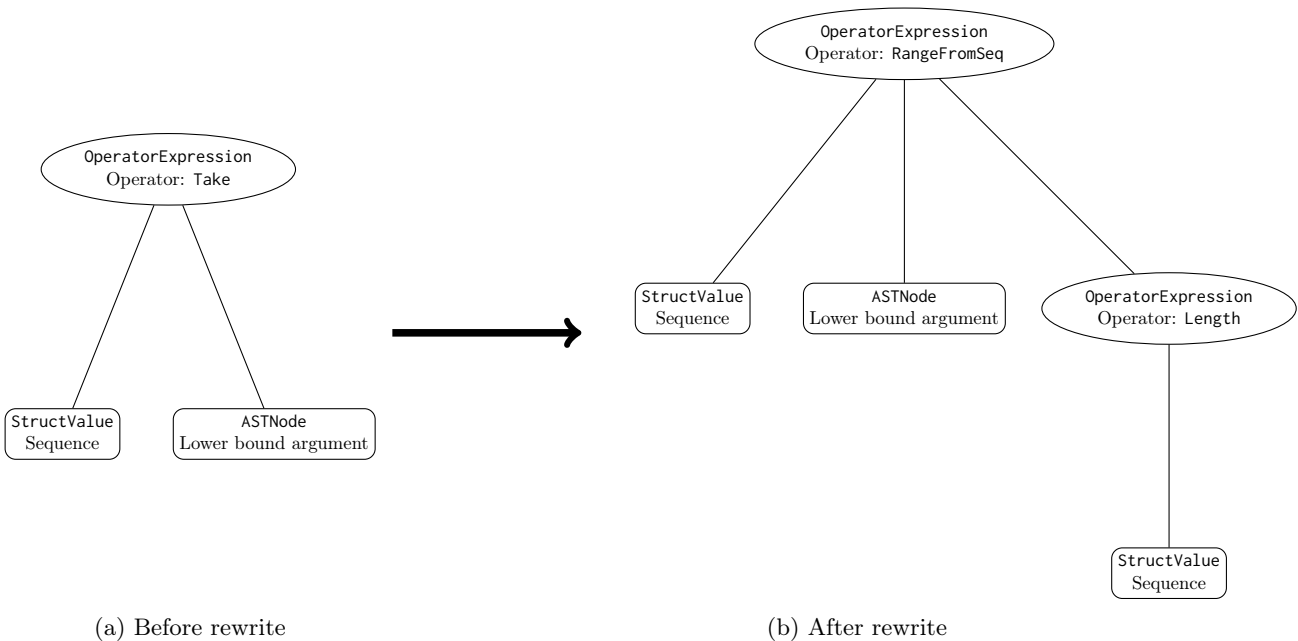 OperatorExpression
Operator: Take
StructValue
Sequence
ASTNode
Lower bound argument
(a) Before rewrite
OperatorExpression
Operator: RangeFromSeq
StructValue
Sequence
ASTNode
Lower bound argument
OperatorExpression
Operator: Length
StructValue
Sequence
(b) After rewrite